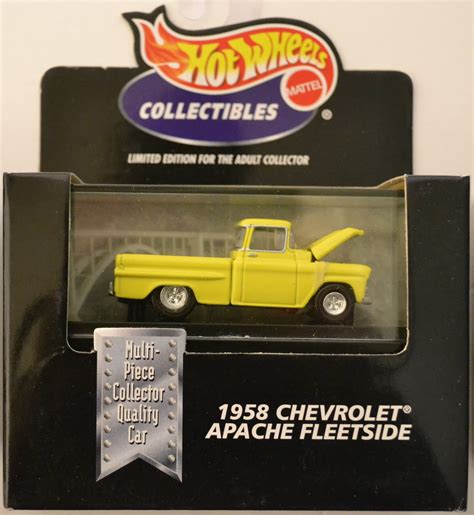 Hot Wheels
MATTEL
COLLECTIBLES
®
LIMITED EDITION FOR THE ADULT COLLECTOR
Multi-
Piece
Collector
Quality
Car
1958 CHEVROLET®
APACHE FLEETSIDE